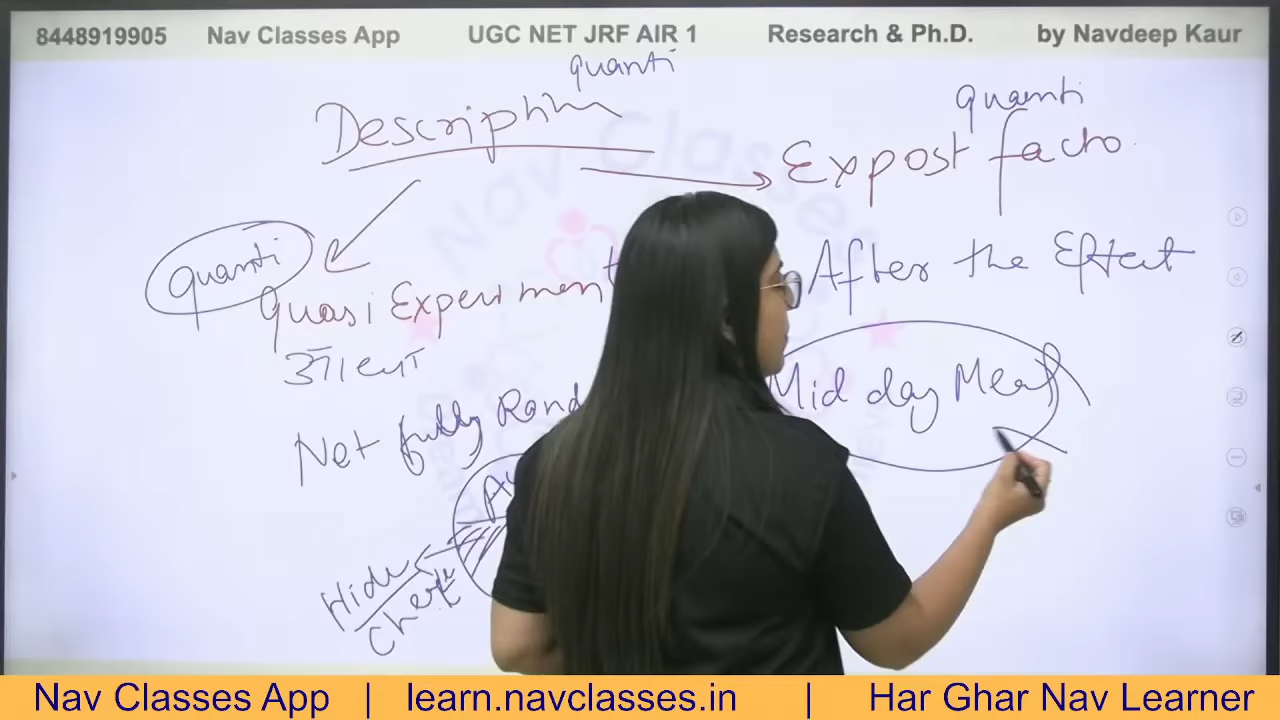 8448919905 Nav Classes App UGC NET JRF AIR 1 Research & Ph.D. by Navdeep Kaur
quanti
Description
quanti
Expost facto
quanti
Quasi Experiment
After the Effect
Mid day Meal
Not fully Rand
Hide
Nav Classes
Nav Classes App | learn.navclasses.in | Har Ghar Nav Learner